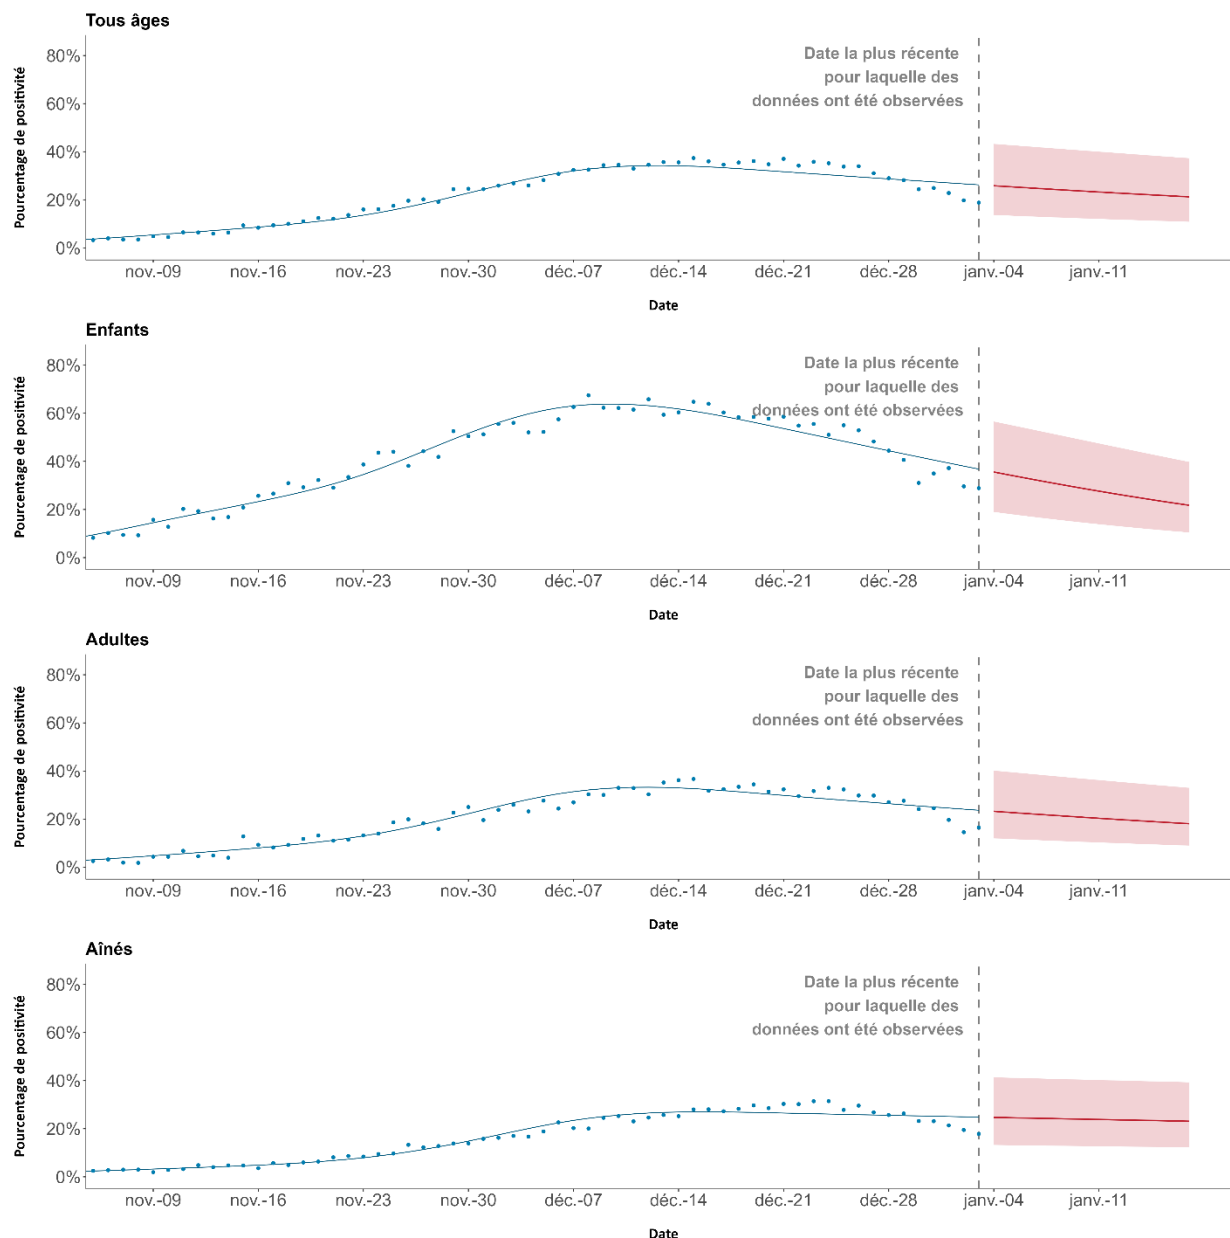 Tous âges
Date la plus récente
pour laquelle des
données ont été observées
Pourcentage de positivité
80%
60%
40%
20%
0%
nov.-09 nov.-16 nov.-23 nov.-30 déc.-07 déc.-14 déc.-21 déc.-28 janv.-04 janv.-11
Date
Enfants
Date la plus récente
pour laquelle des
données ont été observées
Pourcentage de positivité
80%
60%
40%
20%
0%
nov.-09 nov.-16 nov.-23 nov.-30 déc.-07 déc.-14 déc.-21 déc.-28 janv.-04 janv.-11
Date
Adultes
Date la plus récente
pour laquelle des
données ont été observées
Pourcentage de positivité
80%
60%
40%
20%
0%
nov.-09 nov.-16 nov.-23 nov.-30 déc.-07 déc.-14 déc.-21 déc.-28 janv.-04 janv.-11
Date
Aînés
Date la plus récente
pour laquelle des
données ont été observées
Pourcentage de positivité
80%
60%
40%
20%
0%
nov.-09 nov.-16 nov.-23 nov.-30 déc.-07 déc.-14 déc.-21 déc.-28 janv.-04 janv.-11
Date